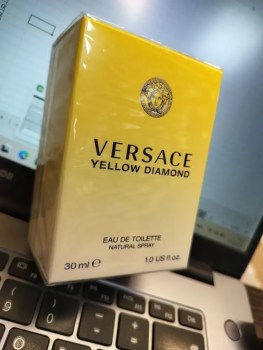 VERSACE
YELLOW DIAMOND
EAU DE TOILETTE
NATURAL SPRAY
30 ml ℮ 1.0 US fl.oz.